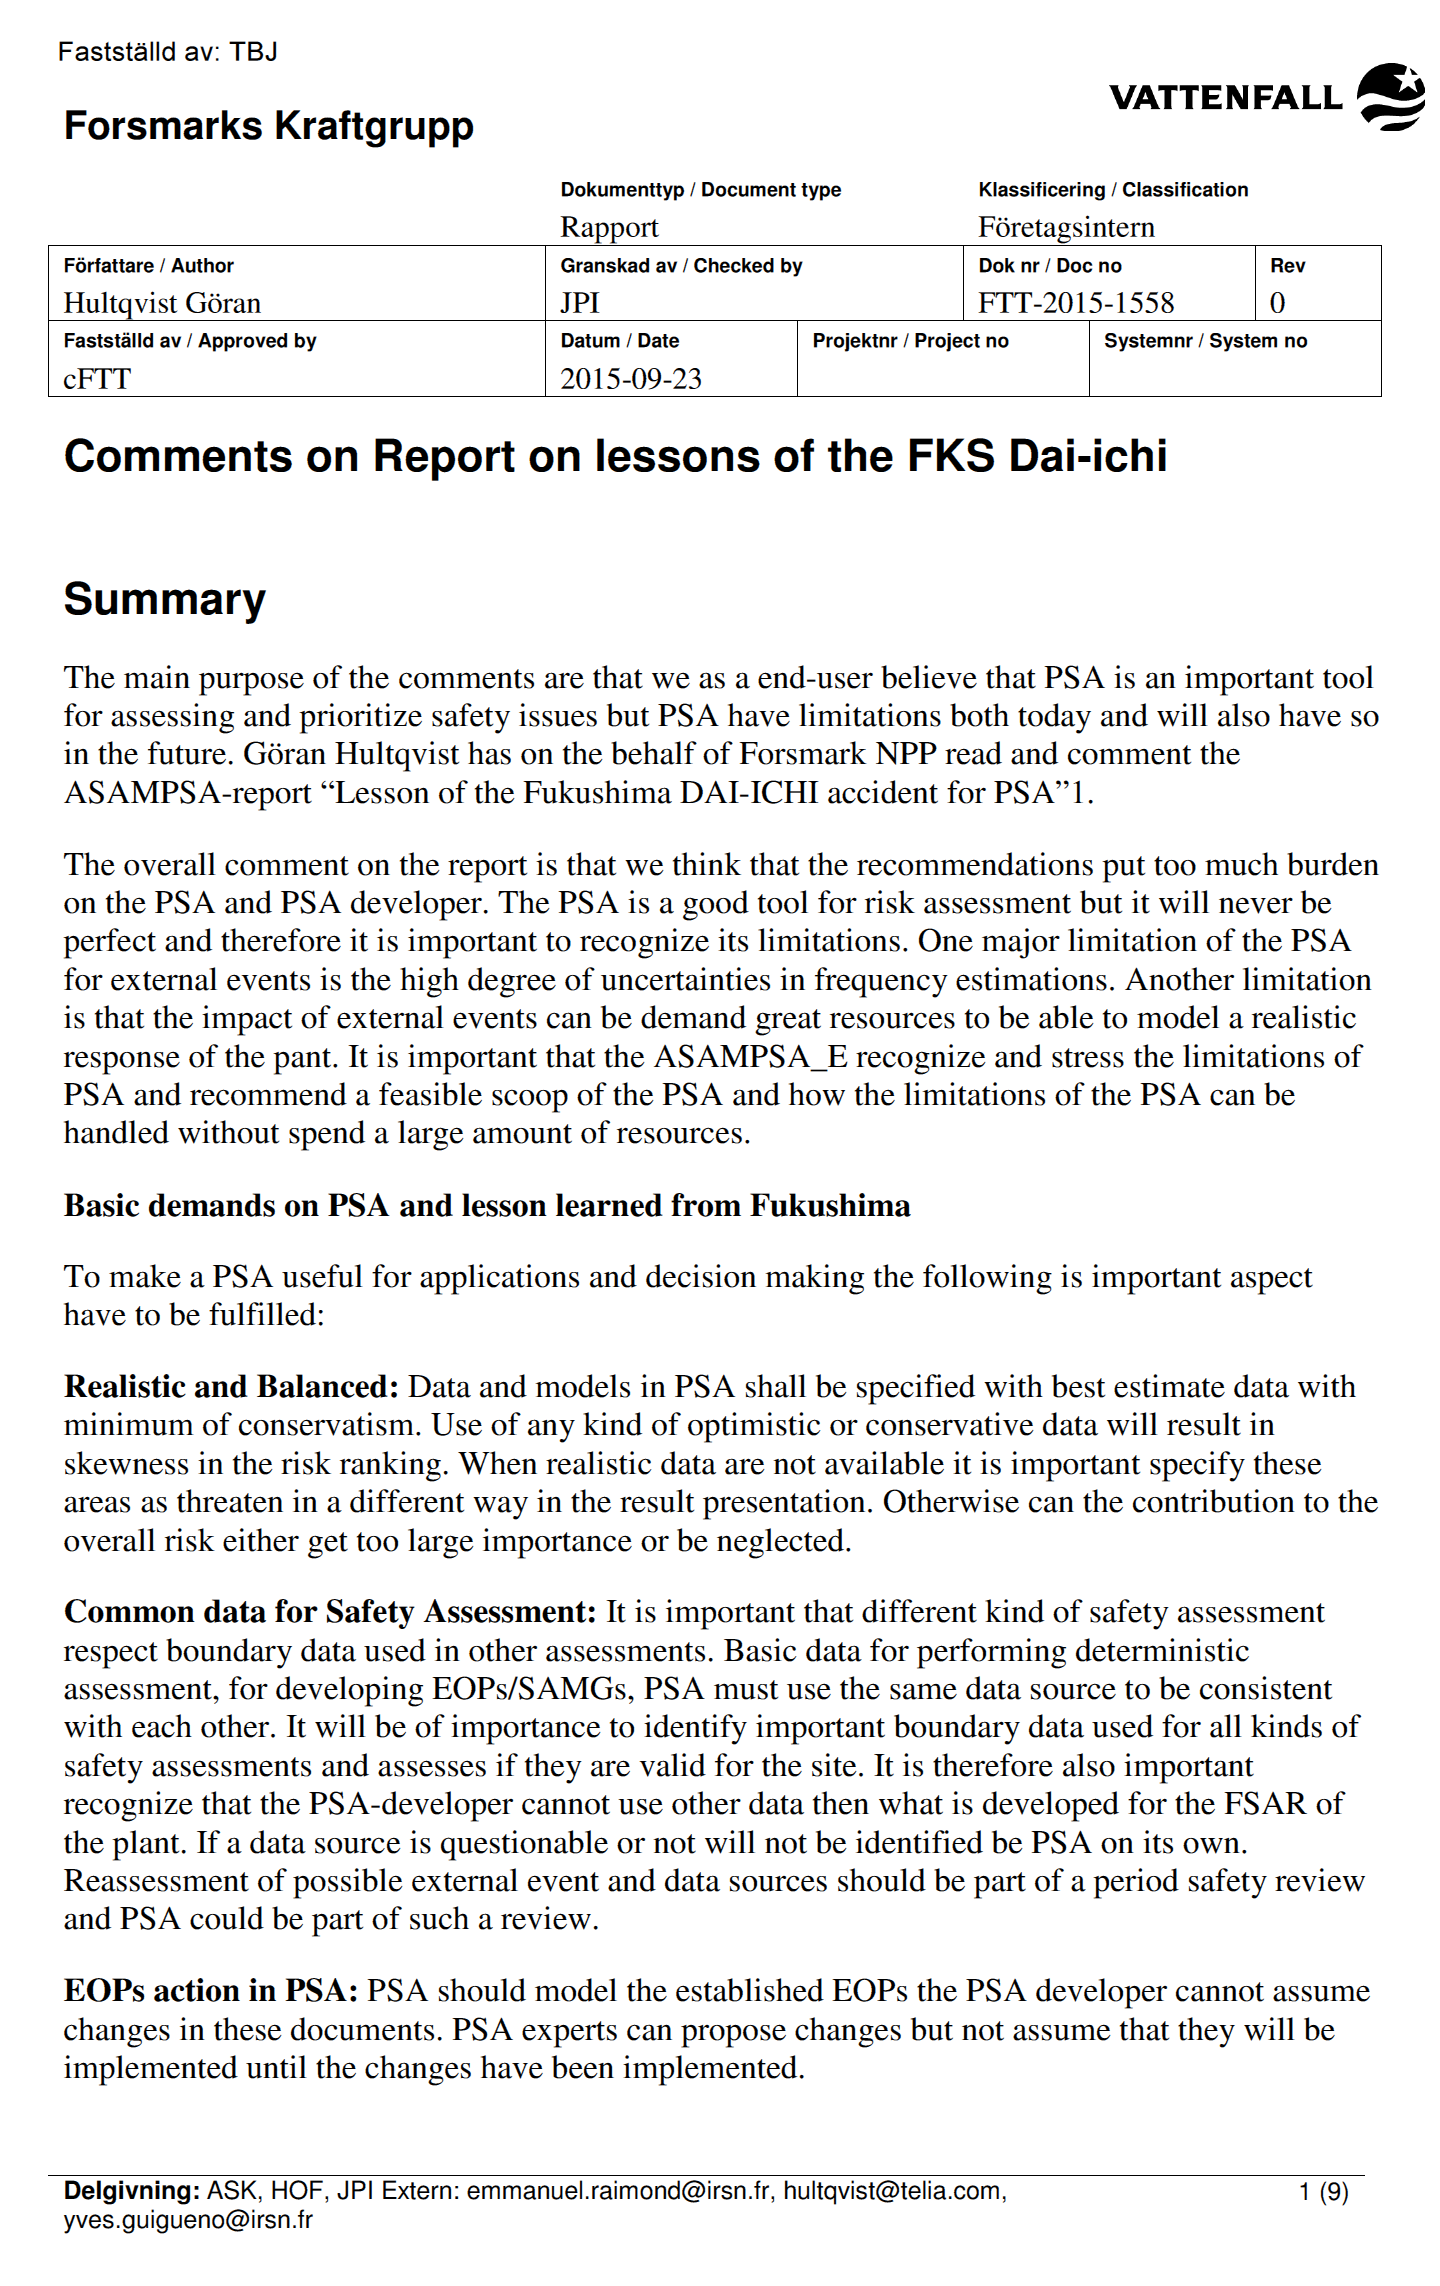 Fastställd av: TBJ
VATTENFALL
Forsmarks Kraftgrupp
Dokumenttyp / Document type
Klassificering / Classification
Rapport
Företagsintern
Författare / Author
Granskad av / Checked by
Dok nr / Doc no
Rev
Hultqvist Göran
JPI
FTT-2015-1558
0
Fastställd av / Approved by
Datum / Date
Projektnr / Project no
Systemnr / System no
cFTT
2015-09-23
Comments on Report on lessons of the FKS Dai-ichi
Summary
The main purpose of the comments are that we as a end-user believe that PSA is an important tool
for assessing and prioritize safety issues but PSA have limitations both today and will also have so
in the future. Göran Hultqvist has on the behalf of Forsmark NPP read and comment the
ASAMPSA-report “Lesson of the Fukushima DAI-ICHI accident for PSA”1.
The overall comment on the report is that we think that the recommendations put too much burden
on the PSA and PSA developer. The PSA is a good tool for risk assessment but it will never be
perfect and therefore it is important to recognize its limitations. One major limitation of the PSA
for external events is the high degree of uncertainties in frequency estimations. Another limitation
is that the impact of external events can be demand great resources to be able to model a realistic
response of the pant. It is important that the ASAMPSA_E recognize and stress the limitations of
PSA and recommend a feasible scoop of the PSA and how the limitations of the PSA can be
handled without spend a large amount of resources.
Basic demands on PSA and lesson learned from Fukushima
To make a PSA useful for applications and decision making the following is important aspect
have to be fulfilled:
Realistic and Balanced: Data and models in PSA shall be specified with best estimate data with
minimum of conservatism. Use of any kind of optimistic or conservative data will result in
skewness in the risk ranking. When realistic data are not available it is important specify these
areas as threaten in a different way in the result presentation. Otherwise can the contribution to the
overall risk either get too large importance or be neglected.
Common data for Safety Assessment: It is important that different kind of safety assessment
respect boundary data used in other assessments. Basic data for performing deterministic
assessment, for developing EOPs/SAMGs, PSA must use the same data source to be consistent
with each other. It will be of importance to identify important boundary data used for all kinds of
safety assessments and assesses if they are valid for the site. It is therefore also important
recognize that the PSA-developer cannot use other data then what is developed for the FSAR of
the plant. If a data source is questionable or not will not be identified be PSA on its own.
Reassessment of possible external event and data sources should be part of a period safety review
and PSA could be part of such a review.
EOPs action in PSA: PSA should model the established EOPs the PSA developer cannot assume
changes in these documents. PSA experts can propose changes but not assume that they will be
implemented until the changes have been implemented.
Delgivning: ASK, HOF, JPI Extern: emmanuel.raimond@irsn.fr, hultqvist@telia.com,
1 (9)
yves.guigueno@irsn.fr